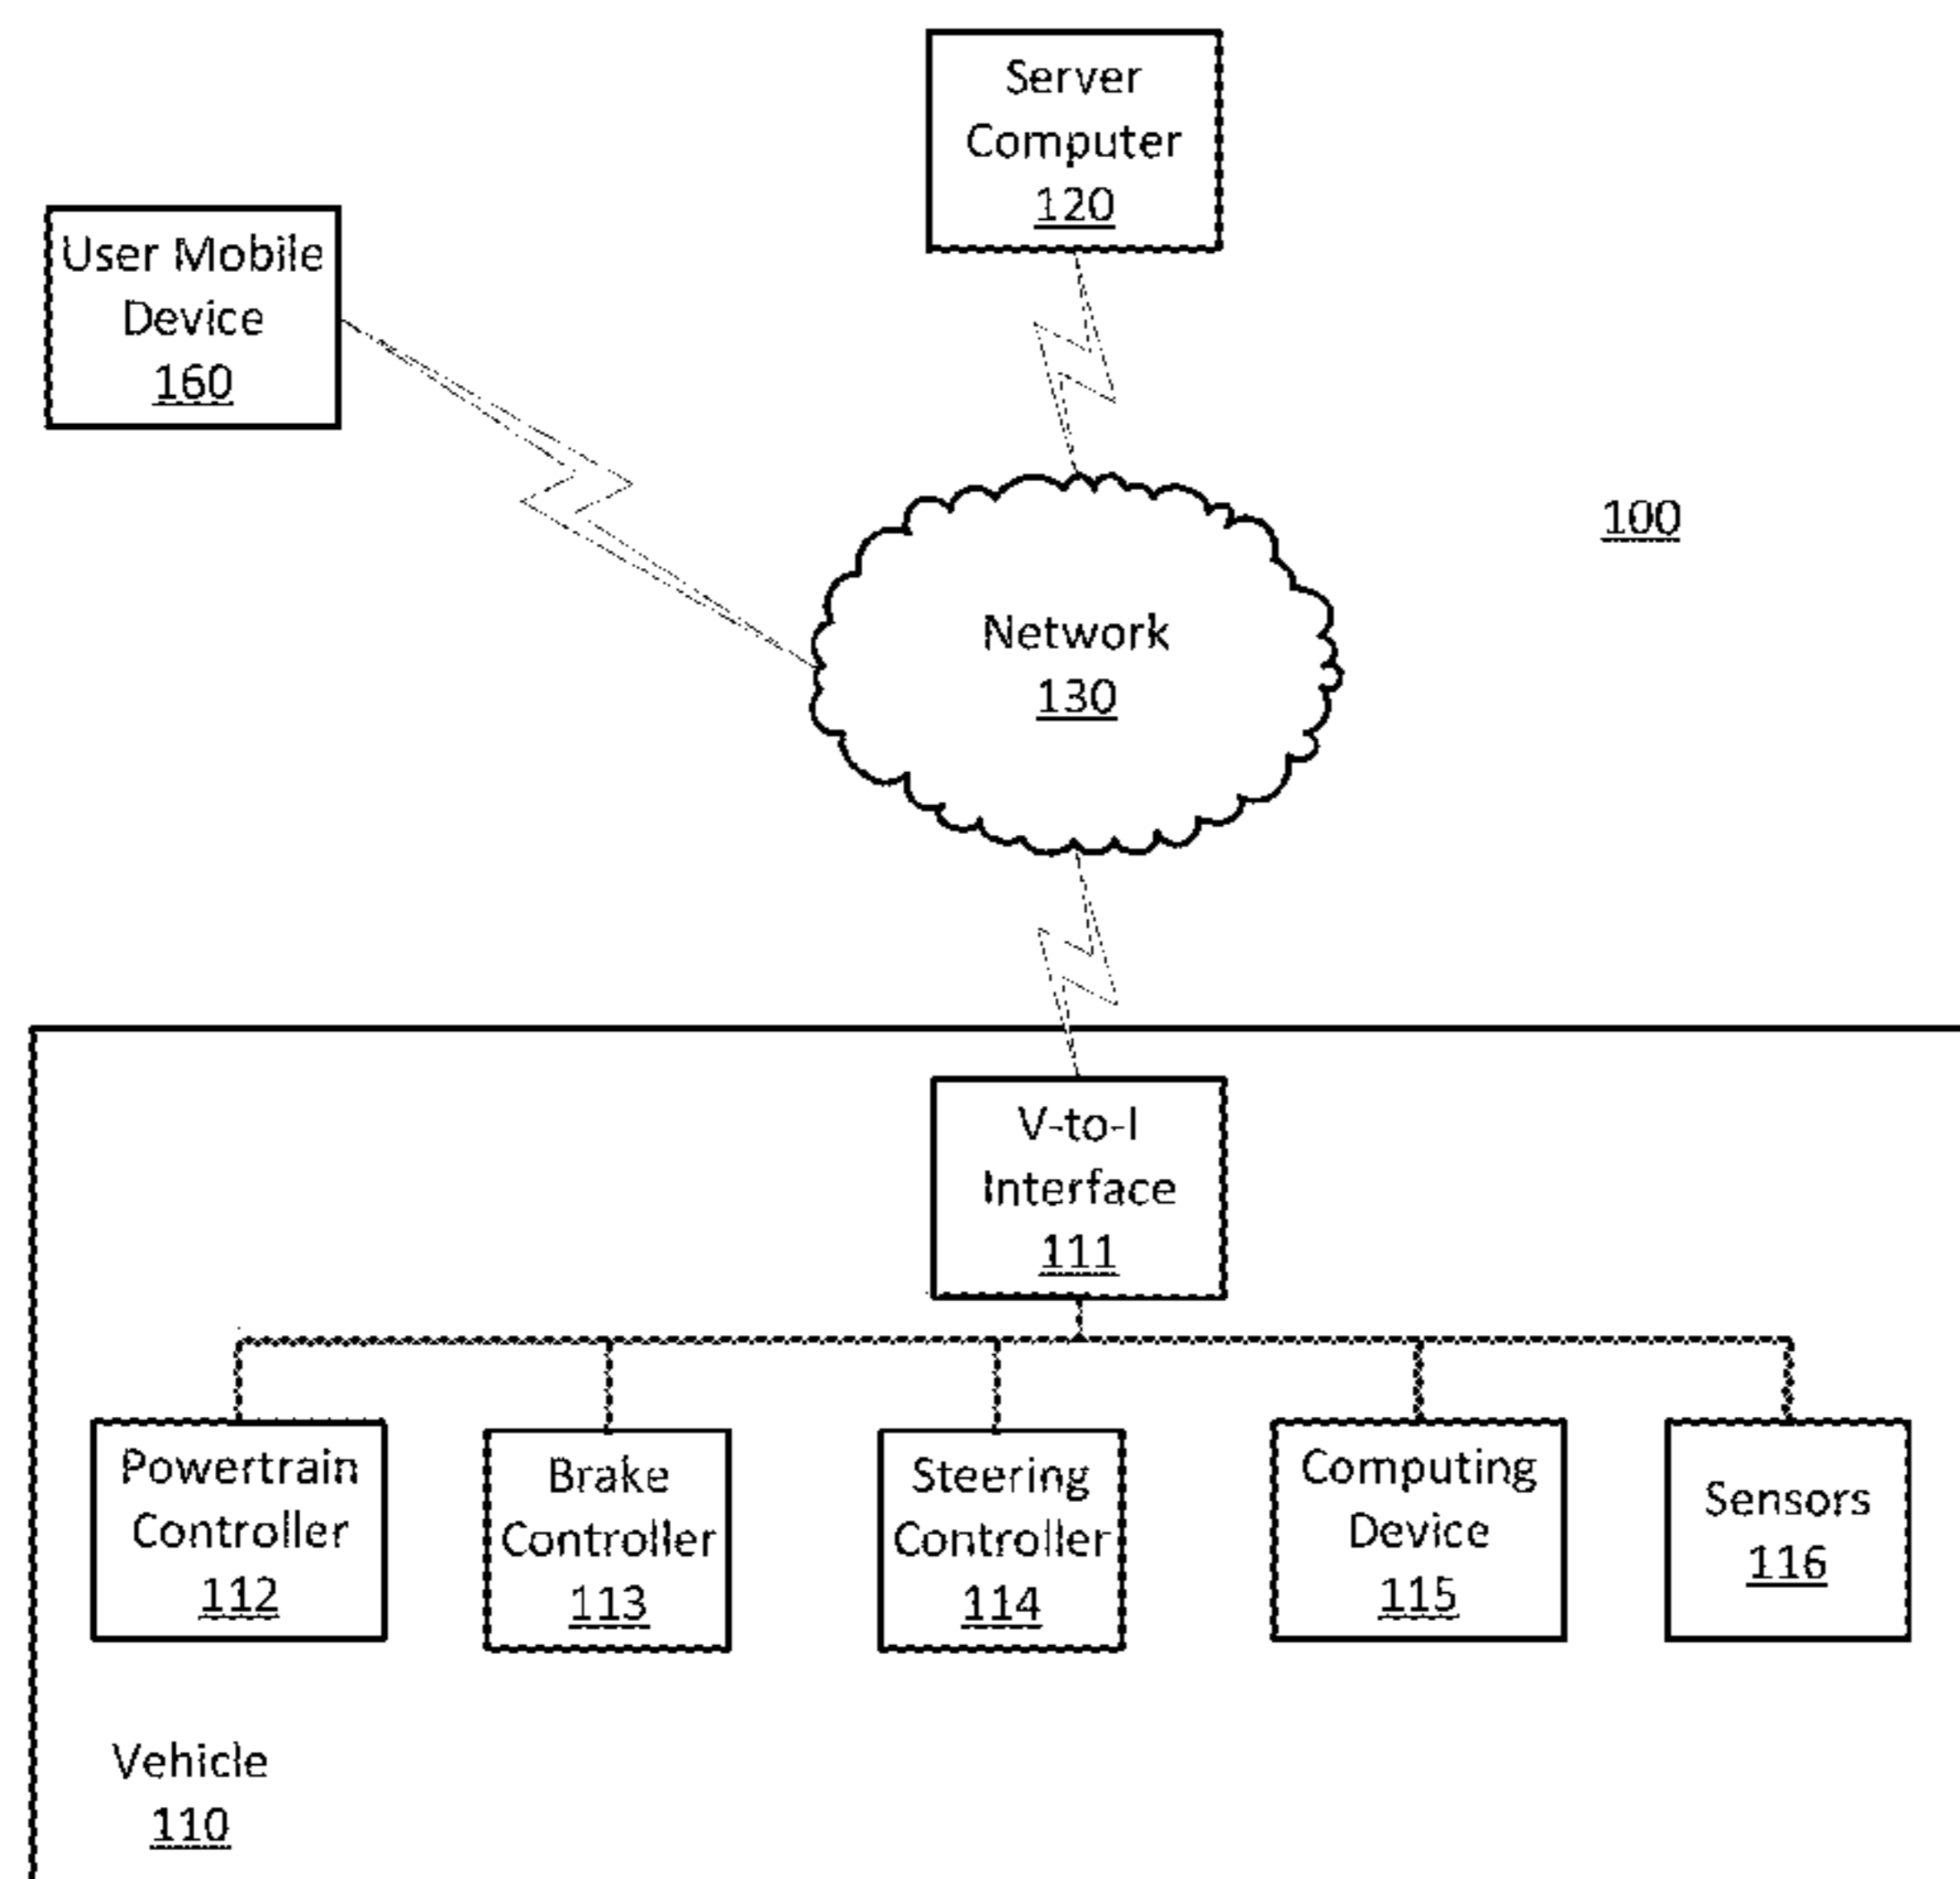 Server
Computer
120
User Mobile
Device
160
100
Network
130
V-to-I
Interface
111
Powertrain
Controller
112
Brake
Controller
113
Steering
Controller
114
Computing
Device
115
Sensors
116
Vehicle
110